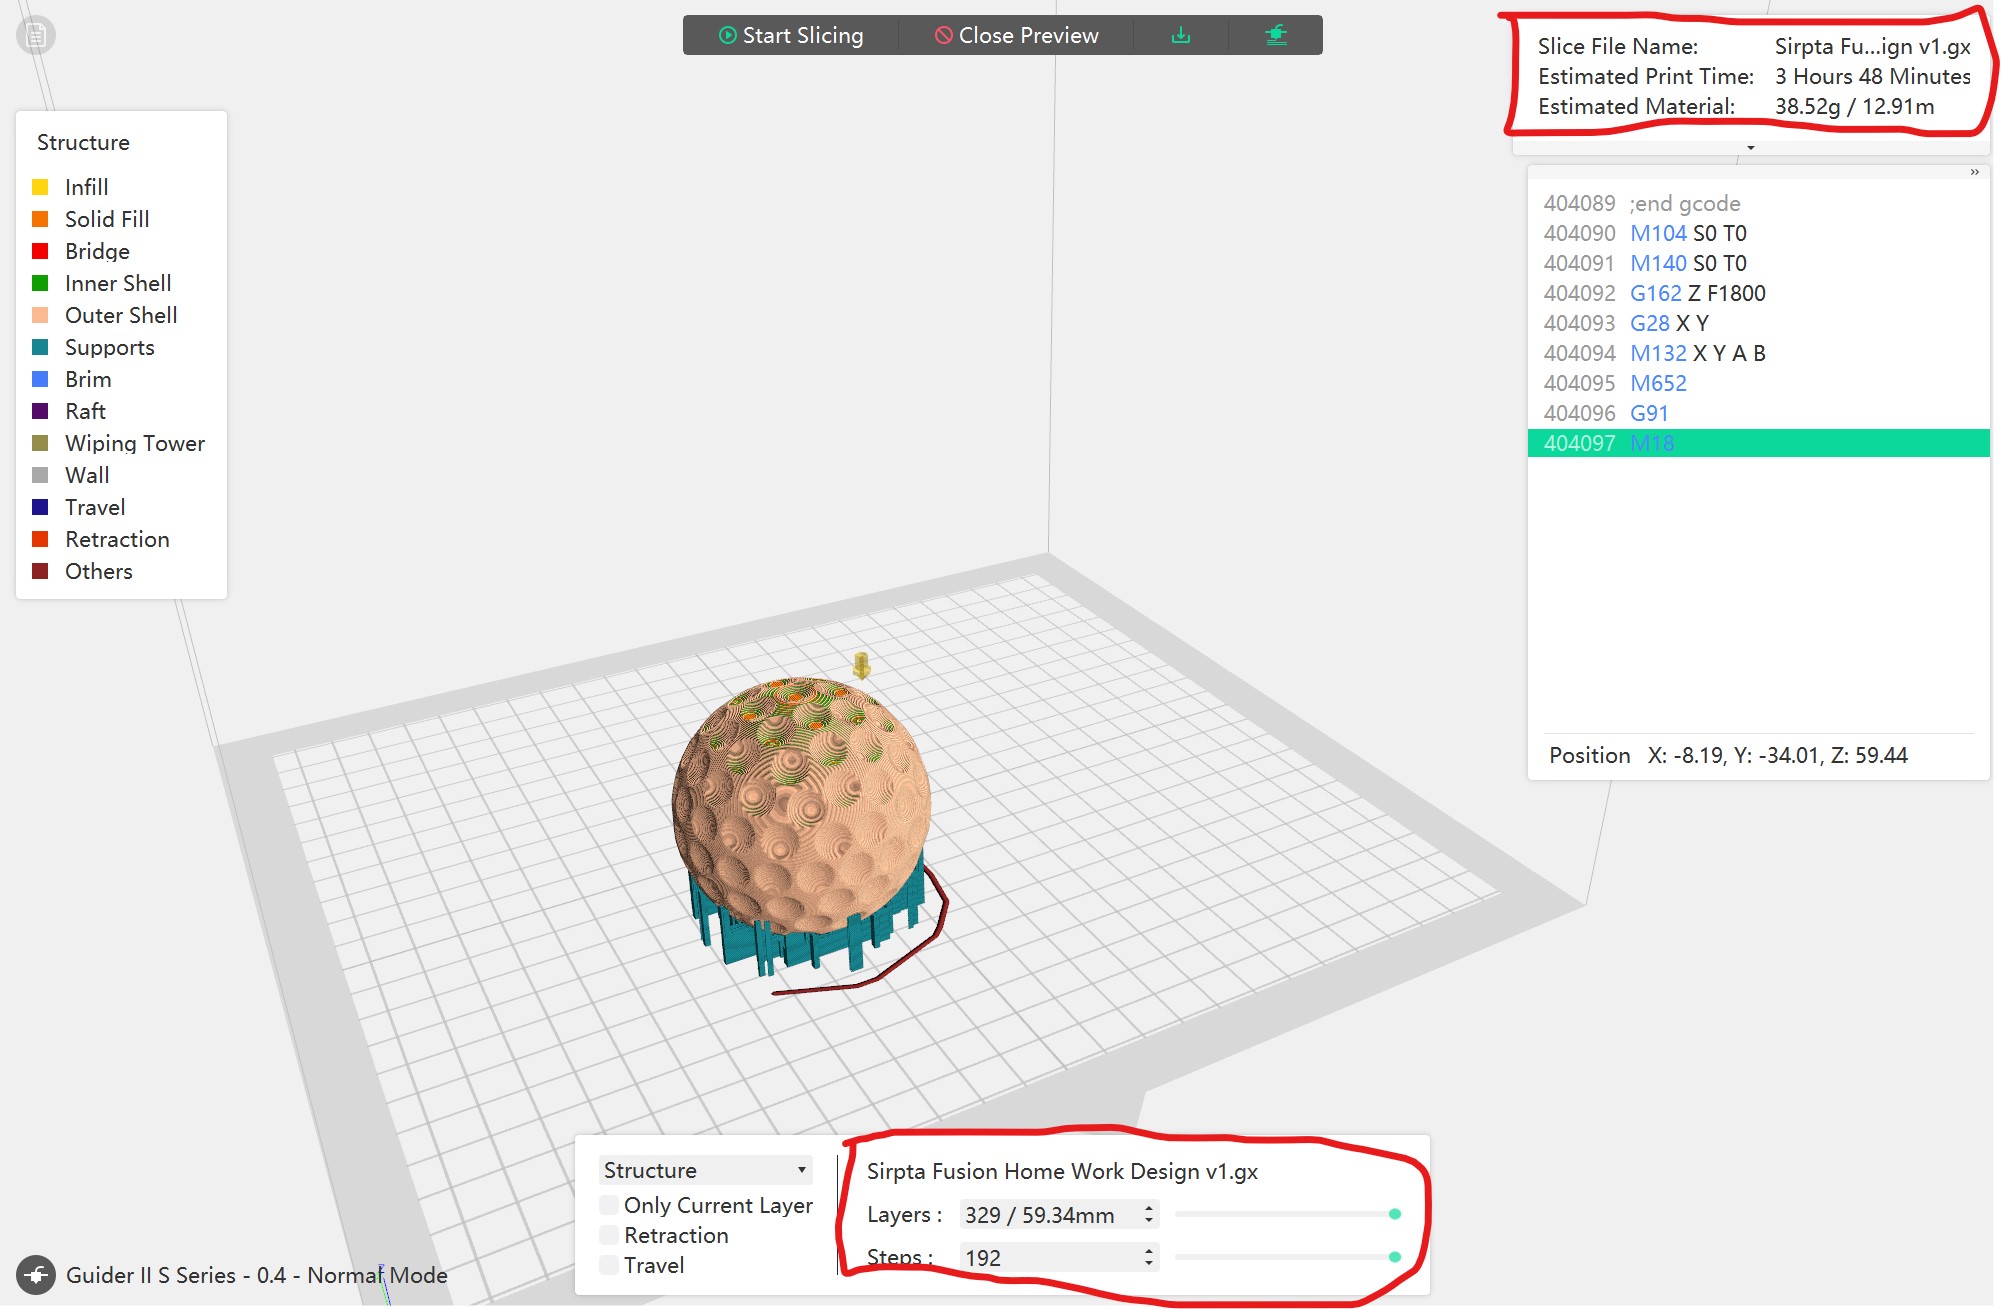 Start Slicing
Close Preview
Slice File Name: Sirpta Fu...ign v1.gx
Estimated Print Time: 3 Hours 48 Minutes
Estimated Material: 38.52g / 12.91m
Structure
Infill
Solid Fill
Bridge
Inner Shell
Outer Shell
Supports
Brim
Raft
Wiping Tower
Wall
Travel
Retraction
Others
404089 ;end gcode
404090 M104 S0 T0
404091 M140 S0 T0
404092 G162 Z F1800
404093 G28 X Y
404094 M132 X Y A B
404095 M652
404096 G91
404097 M18
Position X: -8.19, Y: -34.01, Z: 59.44
Structure
Only Current Layer
Retraction
Travel
Sirpta Fusion Home Work Design v1.gx
Layers : 329 / 59.34mm
Steps : 192
Guider II S Series - 0.4 - Normal Mode